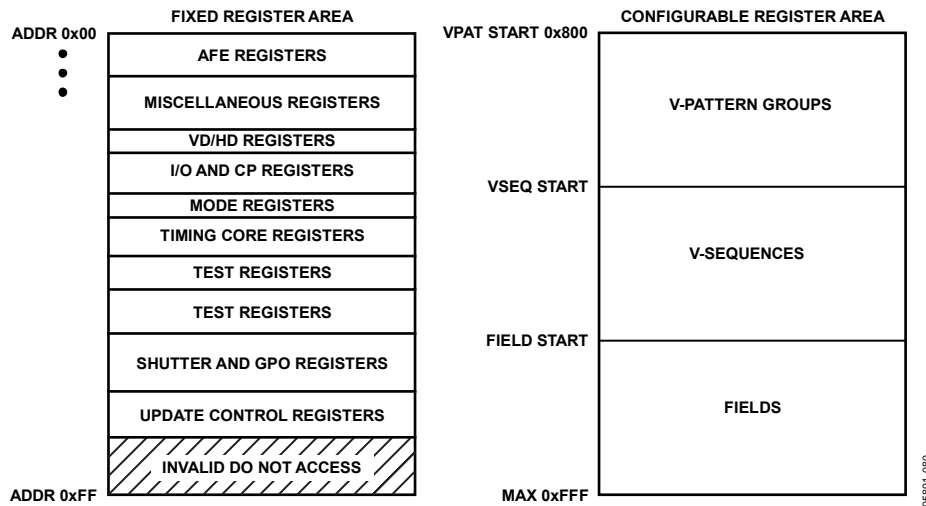 FIXED REGISTER AREA
ADDR 0x00
AFE REGISTERS
MISCELLANEOUS REGISTERS
VD/HD REGISTERS
I/O AND CP REGISTERS
MODE REGISTERS
TIMING CORE REGISTERS
TEST REGISTERS
TEST REGISTERS
SHUTTER AND GPO REGISTERS
UPDATE CONTROL REGISTERS
INVALID DO NOT ACCESS
ADDR 0xFF
CONFIGURABLE REGISTER AREA
VPAT START 0x800
V-PATTERN GROUPS
VSEQ START
V-SEQUENCES
FIELD START
FIELDS
MAX 0xFFF